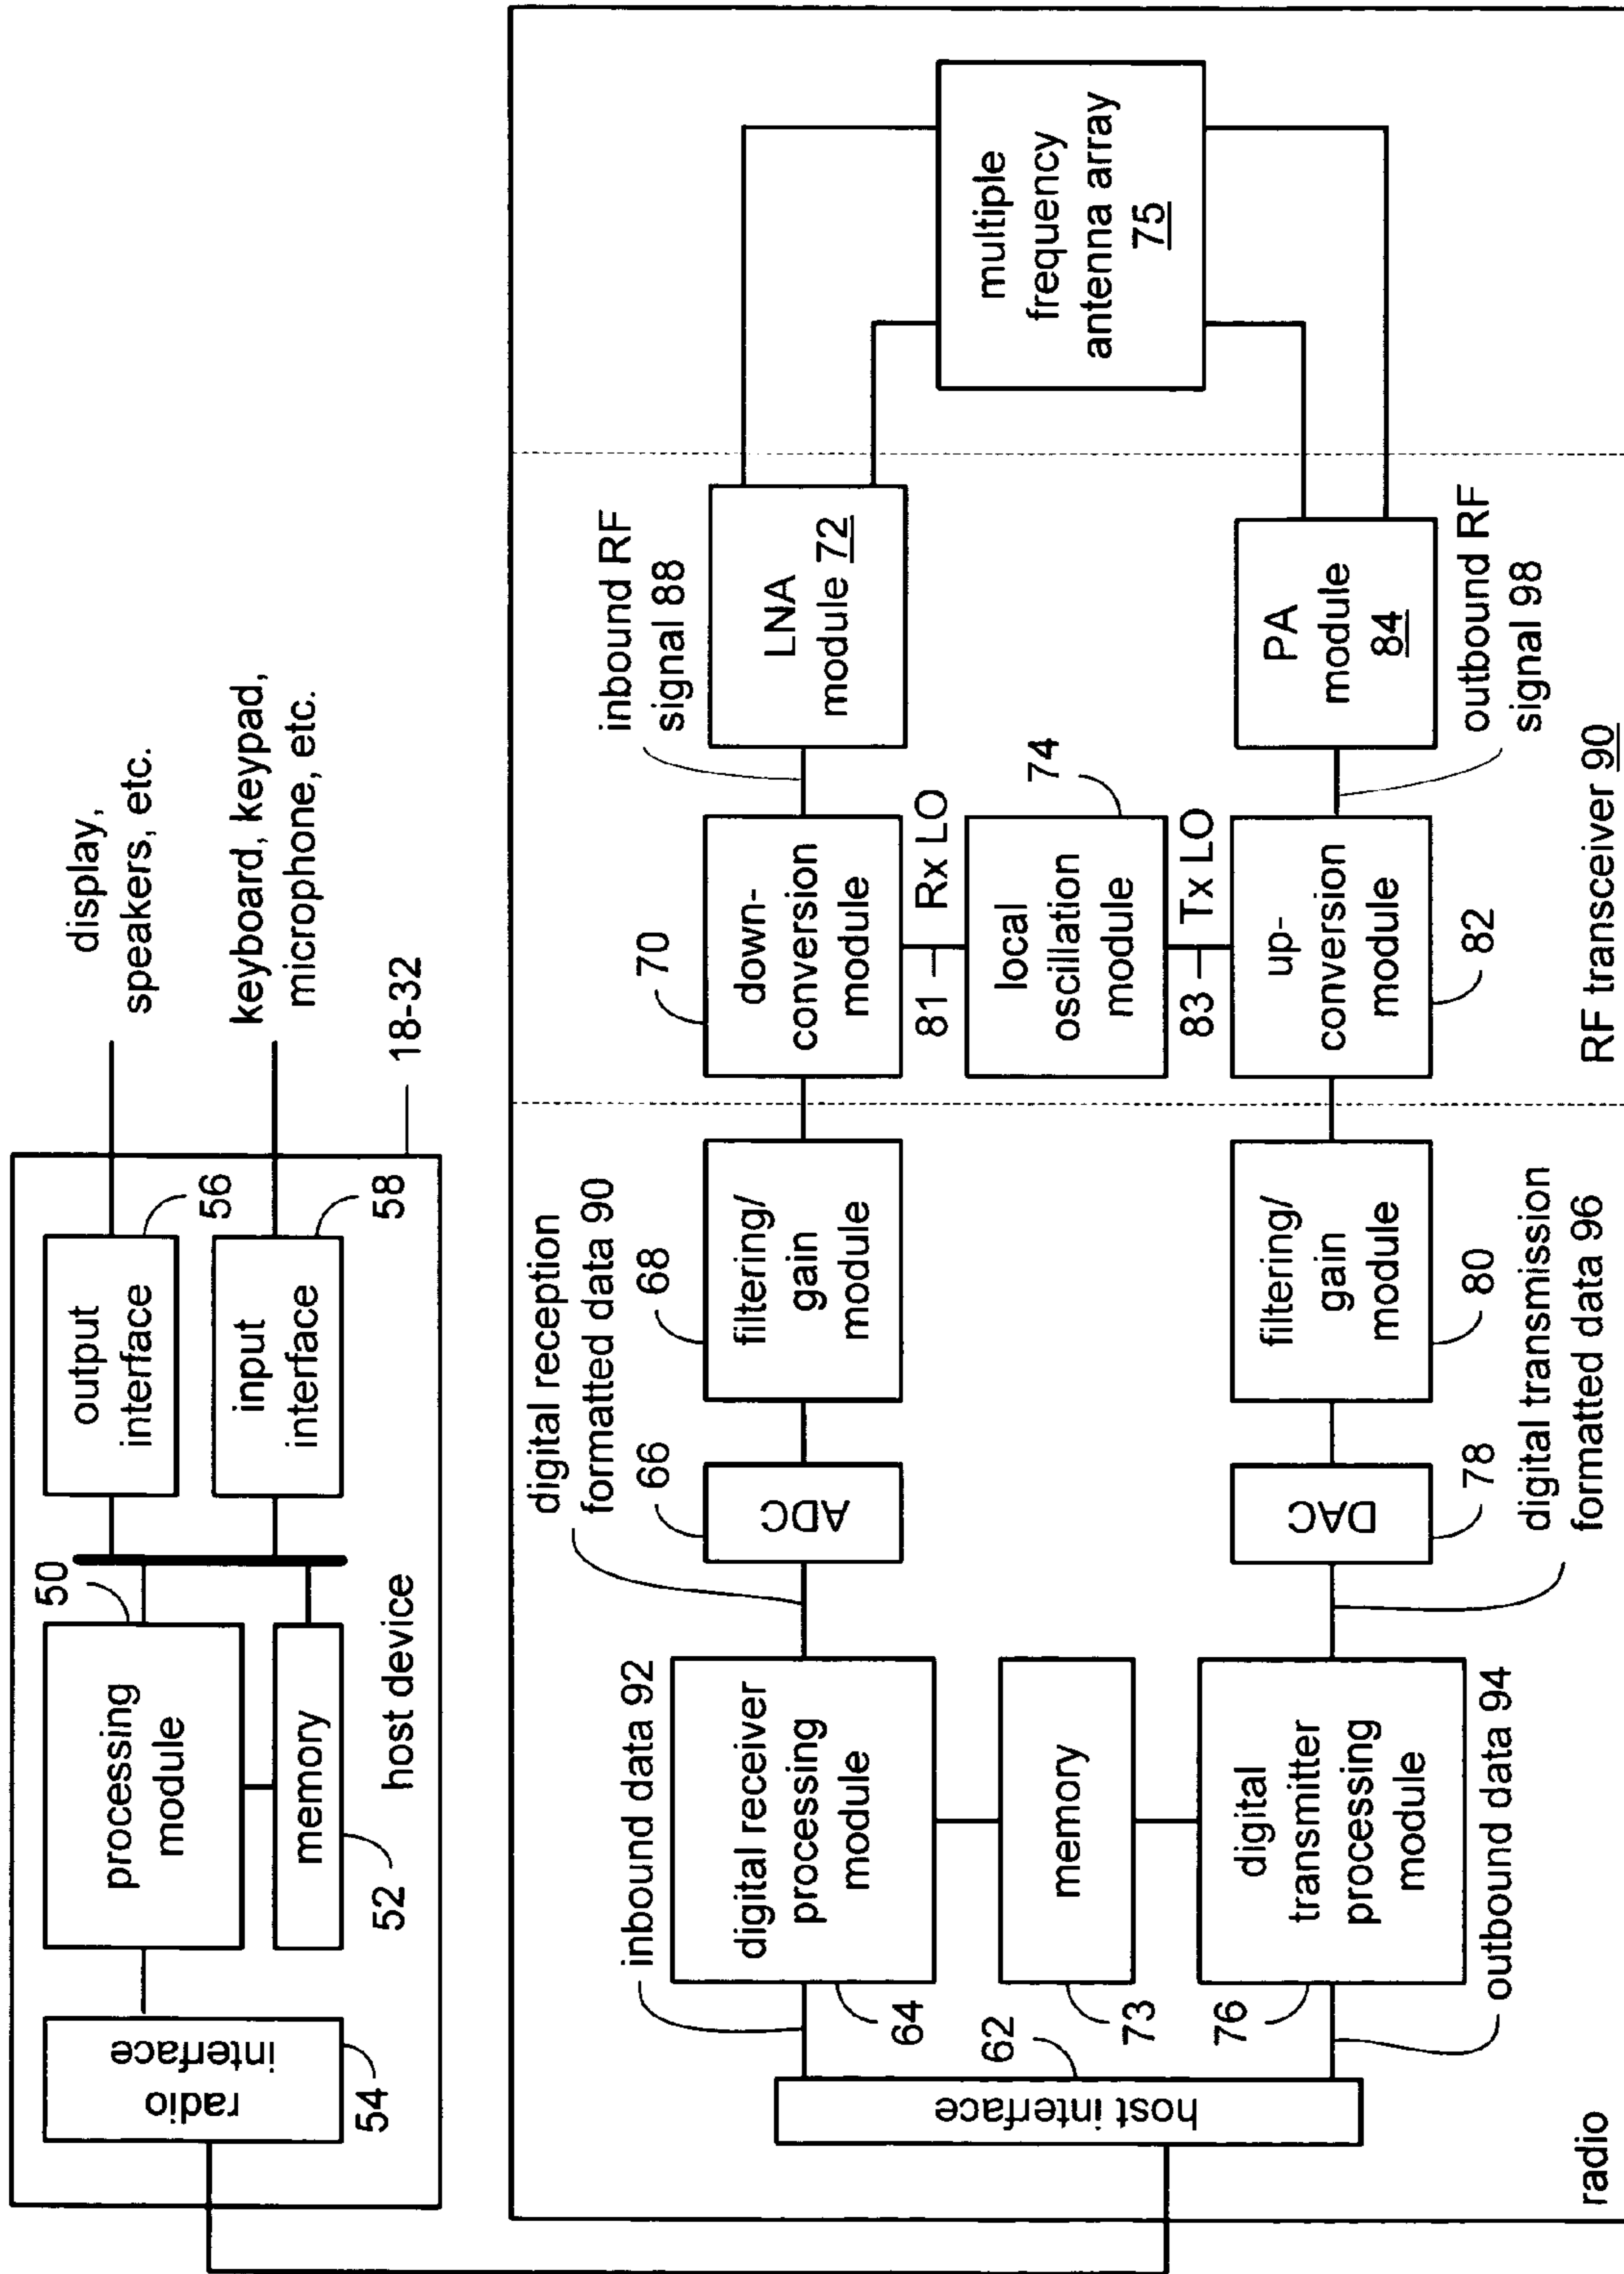 display,
speakers, etc.
keyboard, keypad,
microphone, etc.
18-32
output
interface
56
input
interface
58
50
processing
module
memory
52
host device
radio
interface
54
multiple
frequency
antenna array
75
inbound RF
signal 88
LNA
module 72
PA
module
84
outbound RF
signal 98
70
down-
conversion
module
81
Rx LO
74
local
oscillation
module
83
Tx LO
up-
conversion
module
82
RF transceiver 90
digital reception
formatted data 90
68
filtering/
gain
module
66
ADC
filtering/
gain
module
80
DAC
78
digital transmission
formatted data 96
inbound data 92
digital receiver
processing
module
64
memory
73
digital
transmitter
processing
module
76
outbound data 94
62
host interface
radio